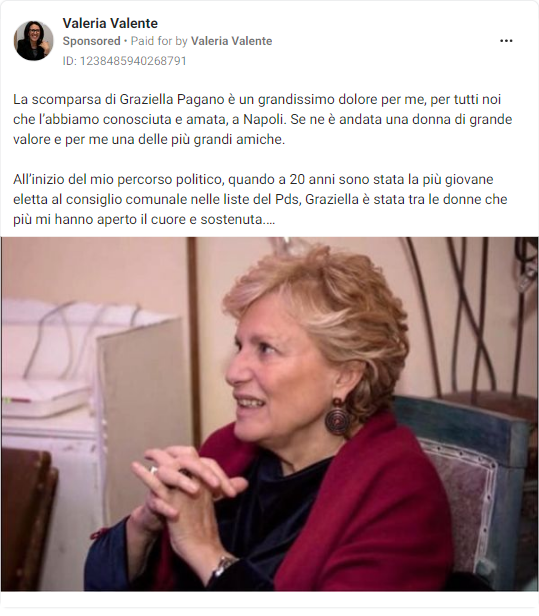 Valeria Valente
Sponsored • Paid for by Valeria Valente
ID: 1238485940268791
La scomparsa di Graziella Pagano è un grandissimo dolore per me, per tutti noi
che l'abbiamo conosciuta e amata, a Napoli. Se ne è andata una donna di grande
valore e per me una delle più grandi amiche.
All'inizio del mio percorso politico, quando a 20 anni sono stata la più giovane
eletta al consiglio comunale nelle liste del Pds, Graziella è stata tra le donne che
più mi hanno aperto il cuore e sostenuta....